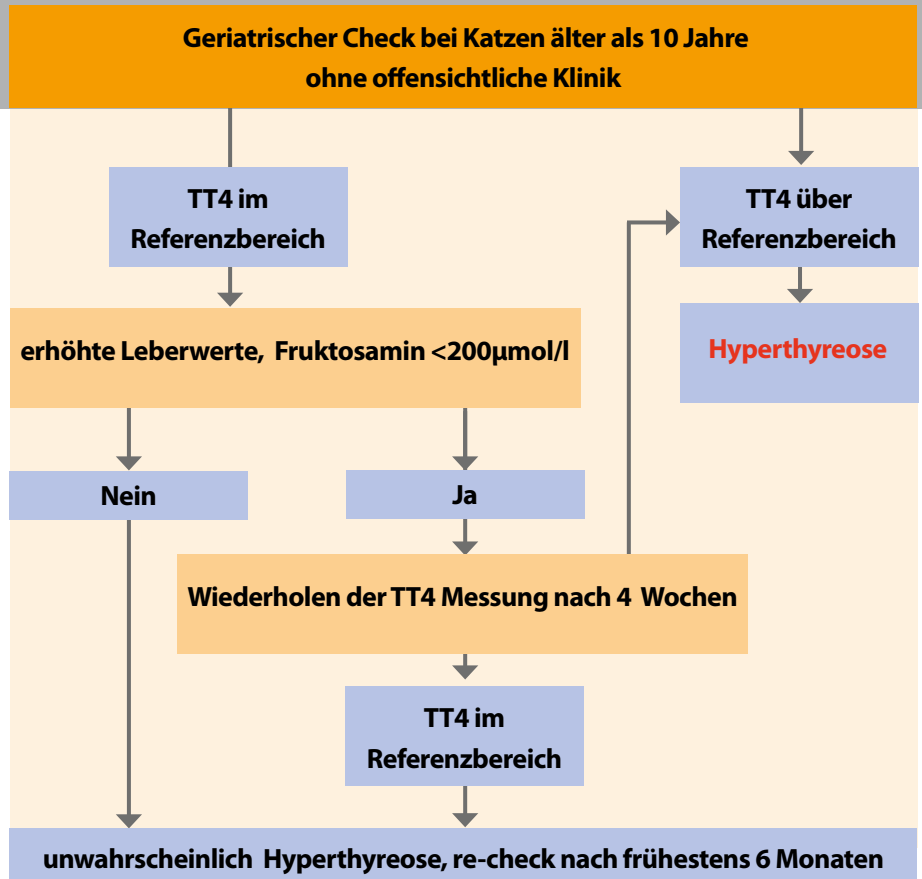 Geriatrischer Check bei Katzen älter als 10 Jahre
ohne offensichtliche Klinik
TT4 im
Referenzbereich
TT4 über
Referenzbereich
erhöhte Leberwerte, Fruktosamin <200µmol/l
Hyperthyreose
Nein
Ja
Wiederholen der TT4 Messung nach 4 Wochen
TT4 im
Referenzbereich
unwahrscheinlich Hyperthyreose, re-check nach frühestens 6 Monaten